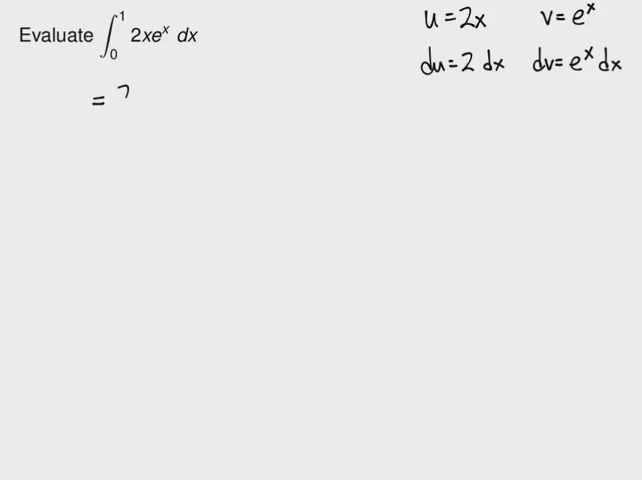 Evaluate ∫₀¹ 2xeˣ dx
u = 2x v = eˣ
du = 2 dx dv = eˣ dx
=